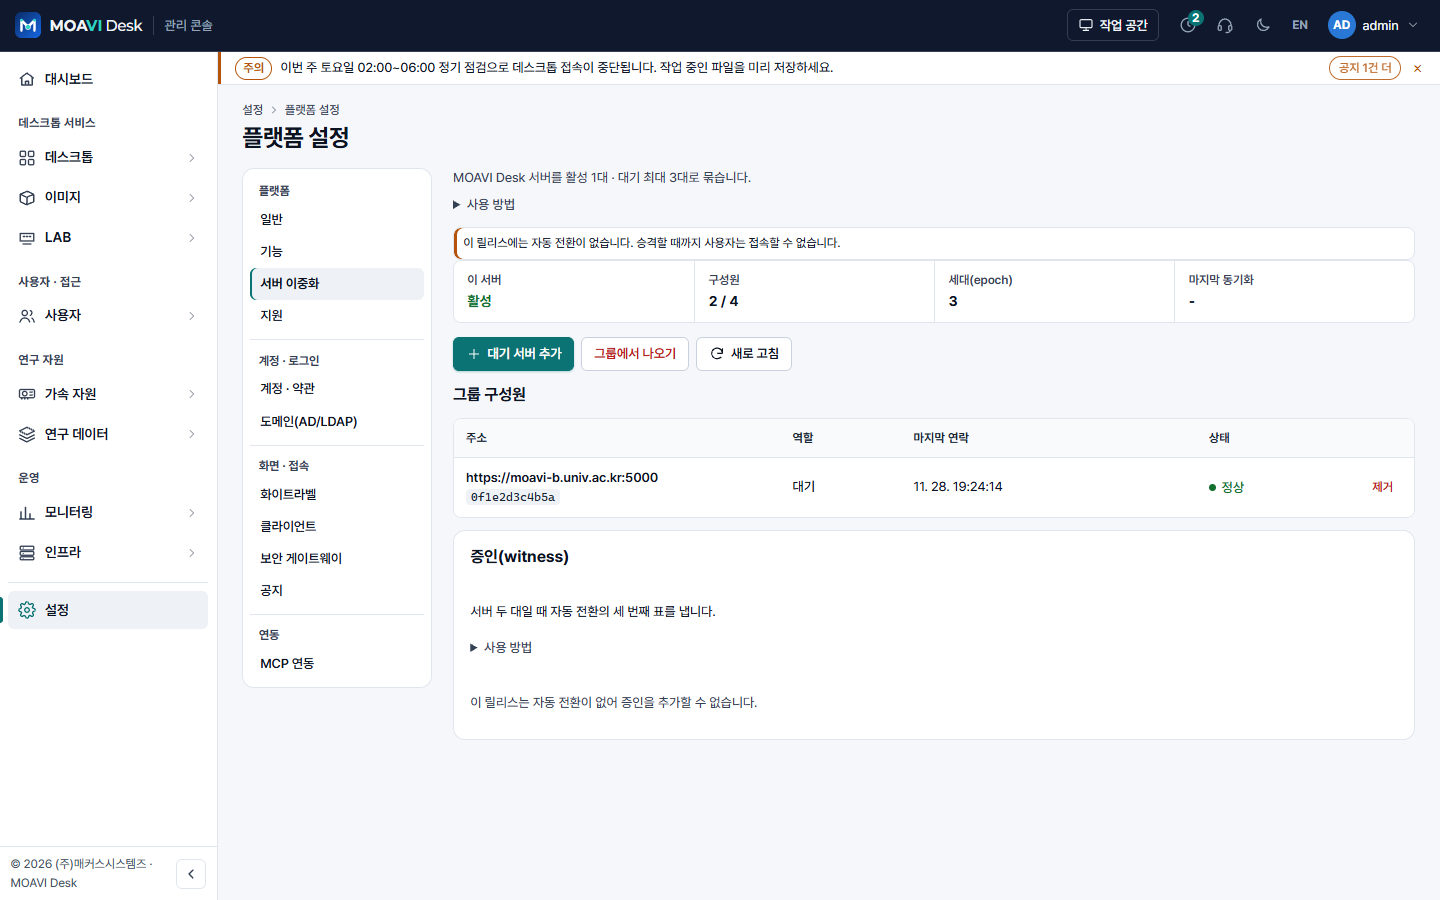 MOAVI Desk 관리 콘솔
작업 공간
2
EN
AD admin
주의 이번 주 토요일 02:00~06:00 정기 점검으로 데스크톱 접속이 중단됩니다. 작업 중인 파일을 미리 저장하세요.
공지 1건 더 ×
대시보드
데스크톱 서비스
데스크톱
이미지
LAB
사용자 · 접근
사용자
연구 자원
가속 자원
연구 데이터
운영
모니터링
인프라
설정
© 2026 (주)매커스시스템즈 ·
MOAVI Desk
설정 > 플랫폼 설정
플랫폼 설정
플랫폼
일반
기능
서버 이중화
지원
계정 · 로그인
계정 · 약관
도메인(AD/LDAP)
화면 · 접속
화이트라벨
클라이언트
보안 게이트웨이
공지
연동
MCP 연동
MOAVI Desk 서버를 활성 1대 · 대기 최대 3대로 묶습니다.
▶ 사용 방법
이 릴리스에는 자동 전환이 없습니다. 승격할 때까지 사용자는 접속할 수 없습니다.
이 서버
활성
구성원
2 / 4
세대(epoch)
3
마지막 동기화
-
+ 대기 서버 추가
그룹에서 나오기
새로 고침
그룹 구성원
주소 역할 마지막 연락 상태
https://moavi-b.univ.ac.kr:5000
0f1e2d3c4b5a
대기 11. 28. 19:24:14 정상 제거
증인(witness)
서버 두 대일 때 자동 전환의 세 번째 표를 냅니다.
▶ 사용 방법
이 릴리스는 자동 전환이 없어 증인을 추가할 수 없습니다.